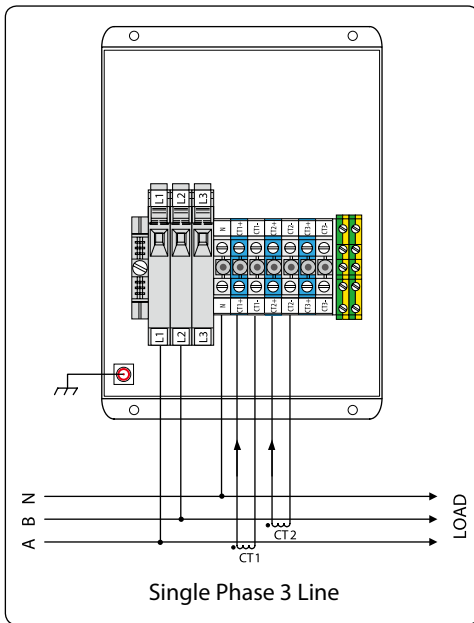 L1 L2 L3
N CT1+ CT1- CT2+ CT2- CT3+ CT3-
N CT1+ CT1- CT2+ CT2- CT3+ CT3-
L1 L2 L3
N
B
A
LOAD
CT2
CT1
Single Phase 3 Line